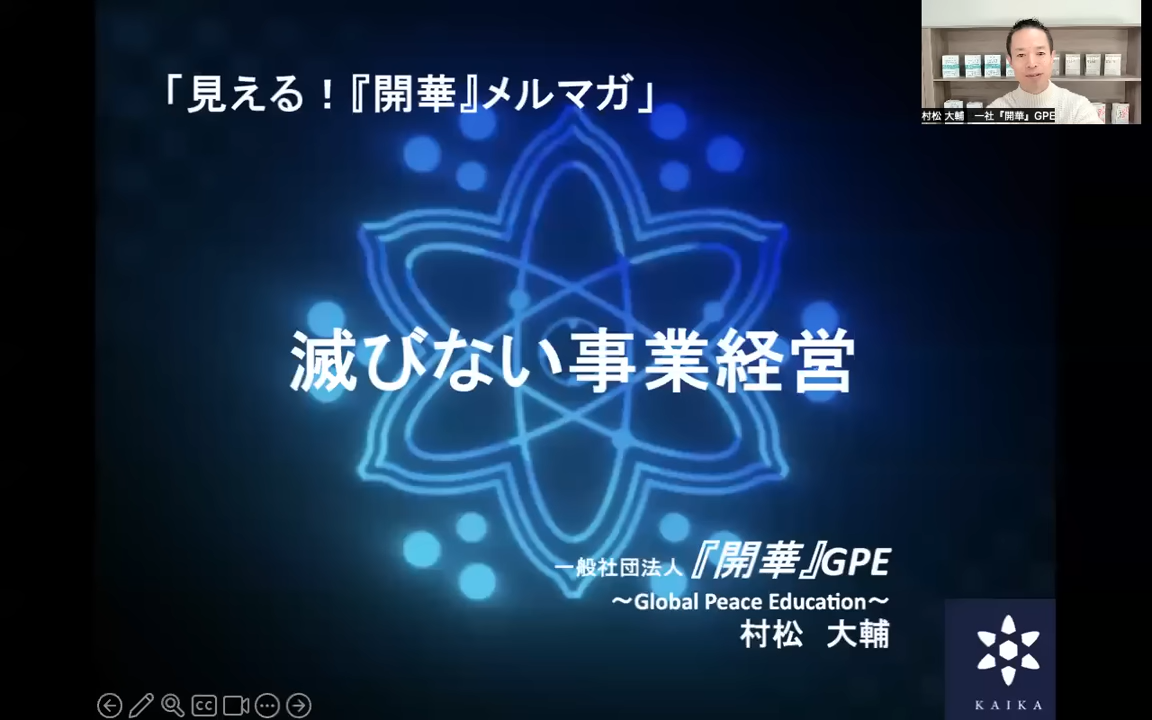 「見える！『開華』メルマガ」
村松 大輔 一社『開華』GPE
滅びない事業経営
一般社団法人『開華』GPE
～Global Peace Education～
村松　大輔
KAIKA
CC